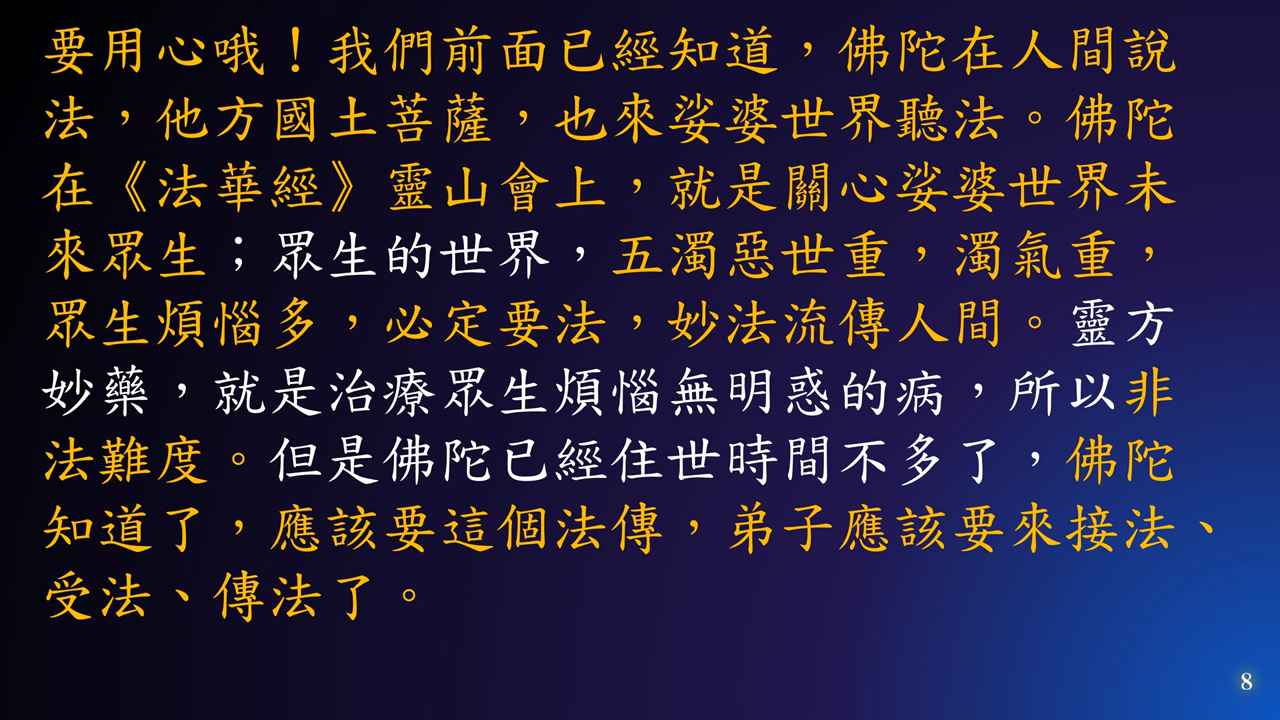 要用心哦！我們前面已經知道，佛陀在人間說
法，他方國土菩薩，也來娑婆世界聽法。佛陀
在《法華經》靈山會上，就是關心娑婆世界未
來眾生；眾生的世界，五濁惡世重，濁氣重，
眾生煩惱多，必定要法，妙法流傳人間。靈方
妙藥，就是治療眾生煩惱無明惑的病，所以非
法難度。但是佛陀已經住世時間不多了，佛陀
知道了，應該要這個法傳，弟子應該要來接法、
受法、傳法了。
8